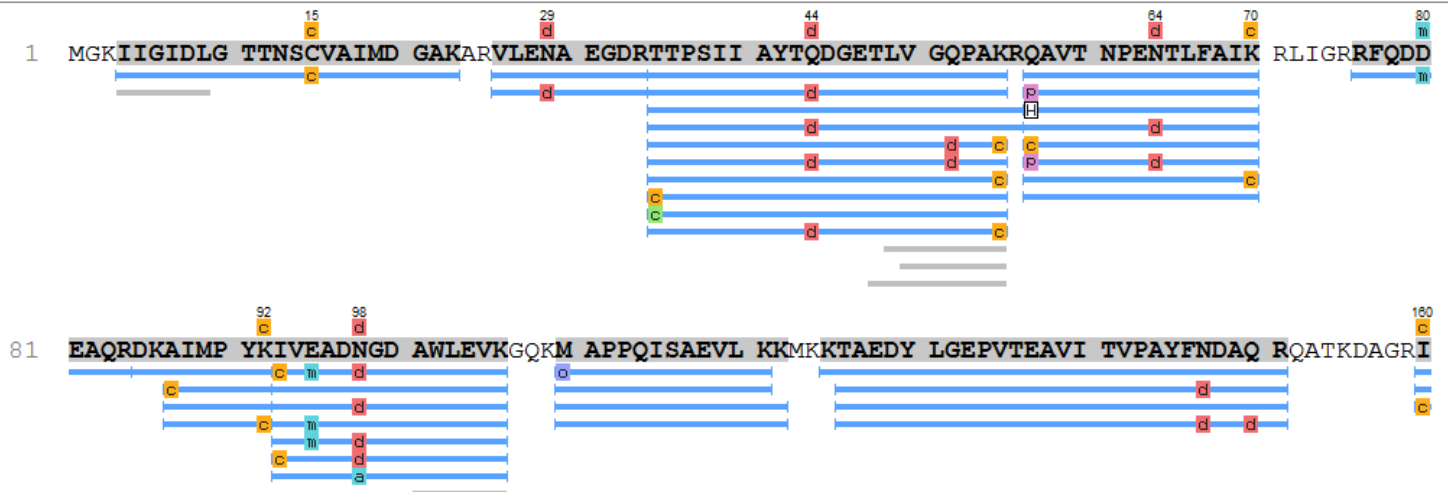 15 29 44 64 70 80
c d d d c m
1 MGKIIGIDLG TTNSCVAIMD GAKARVLENA EGDRTTPSII AYTQDGETLV GQPAKRQAVT NPENTLFAIK RLIGRRFQDD
c m
d d p
H
d d
d c c
d d p d
c c
c
c
d c
92 98 160
c d c
81 EAQRDKAIMP YKIVEADNGD AWLEVKGQKM APPQISAEVL KKMKKTAEDY LGEPVTEAVI TVPAYFNDAQ RQATKDAGRI
c m d o
c d
d c
c m d d
m d
c d
a